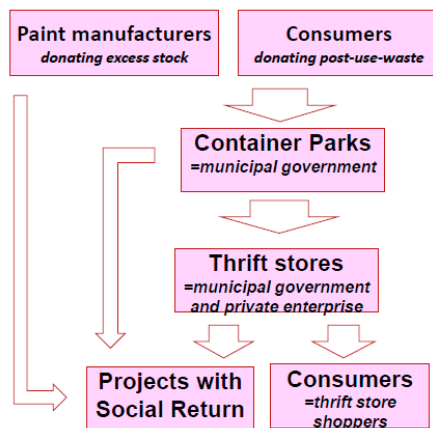 Paint manufacturers
donating excess stock
Consumers
donating post-use-waste
Container Parks
=municipal government
Thrift stores
=municipal government
and private enterprise
Projects with
Social Return
Consumers
=thrift store
shoppers